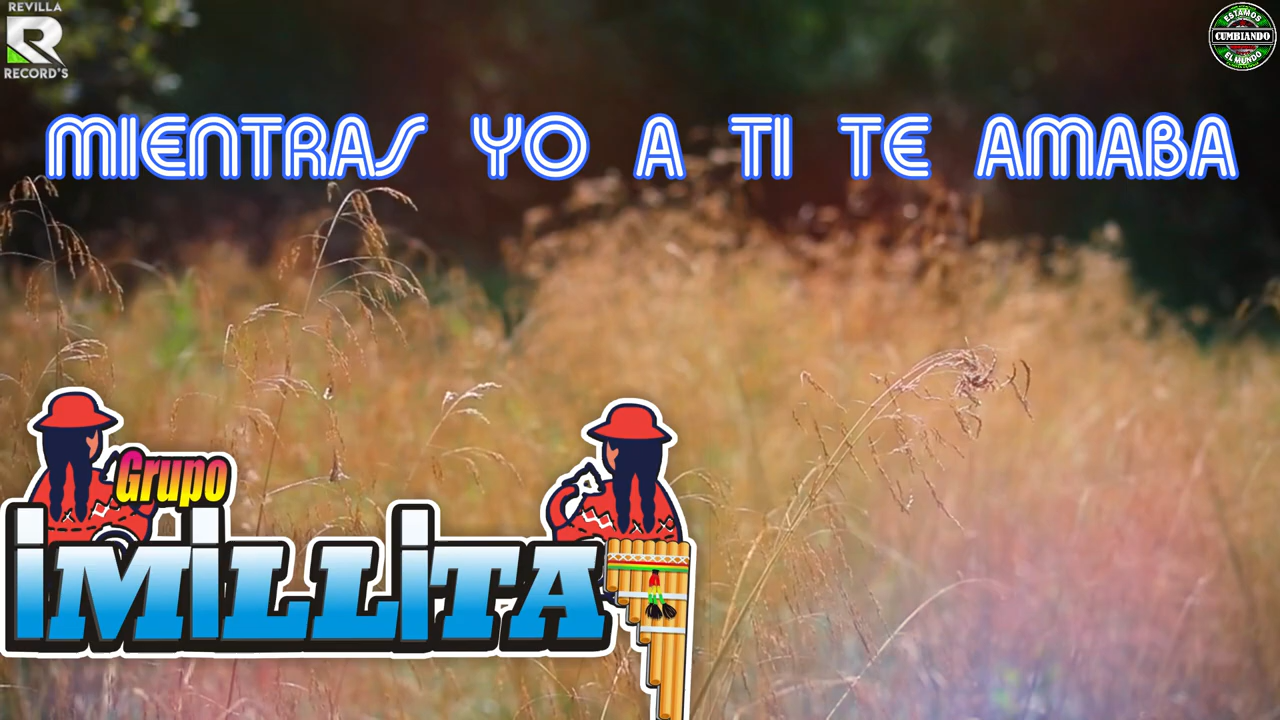 REVILLA
R
RECORD'S
ESTAMOS
CUMBIANDO
EL MUNDO
MIENTRAS YO A TI TE AMABA
Grupo
iMiLLiTA